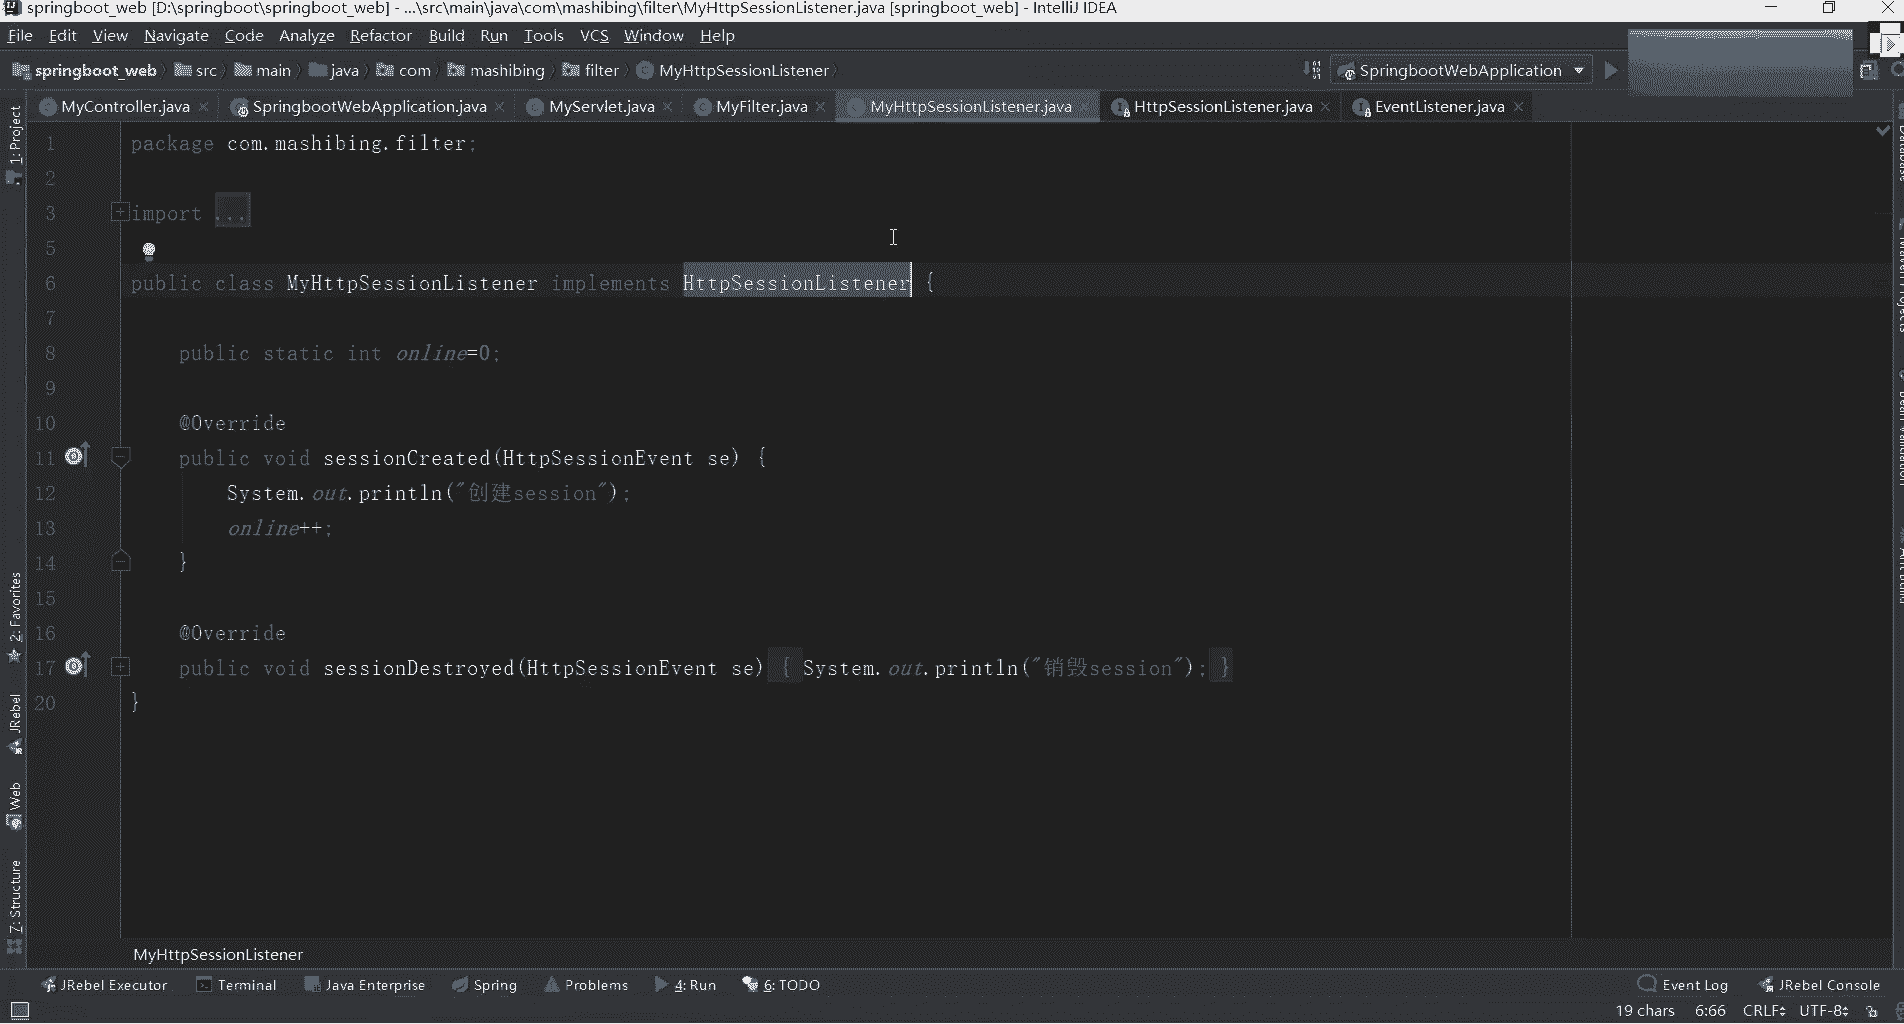 springboot_web [D:\springboot\springboot_web] - ...\src\main\java\com\mashibing\filter\MyHttpSessionListener.java [springboot_web] - IntelliJ IDEA
File Edit View Navigate Code Analyze Refactor Build Run Tools VCS Window Help
springboot_web src main java com mashibing filter MyHttpSessionListener SpringbootWebApplication
MyController.java SpringbootWebApplication.java MyServlet.java MyFilter.java MyHttpSessionListener.java HttpSessionListener.java EventListener.java
1 package com.mashibing.filter;
2
3 import ...
5
6 public class MyHttpSessionListener implements HttpSessionListener {
7
8 public static int online=0;
9
10 @Override
11 public void sessionCreated(HttpSessionEvent se) {
12 System.out.println("创建session");
13 online++;
14 }
15
16 @Override
17 public void sessionDestroyed(HttpSessionEvent se) { System.out.println("销毁session"); }
20 }
1: Project
2: Favorites
JRebel
Web
7: Structure
Database
MyHttpSessionListener
JRebel Executor Terminal Java Enterprise Spring Problems 4: Run 6: TODO Event Log JRebel Console
19 chars 6:66 CRLF UTF-8